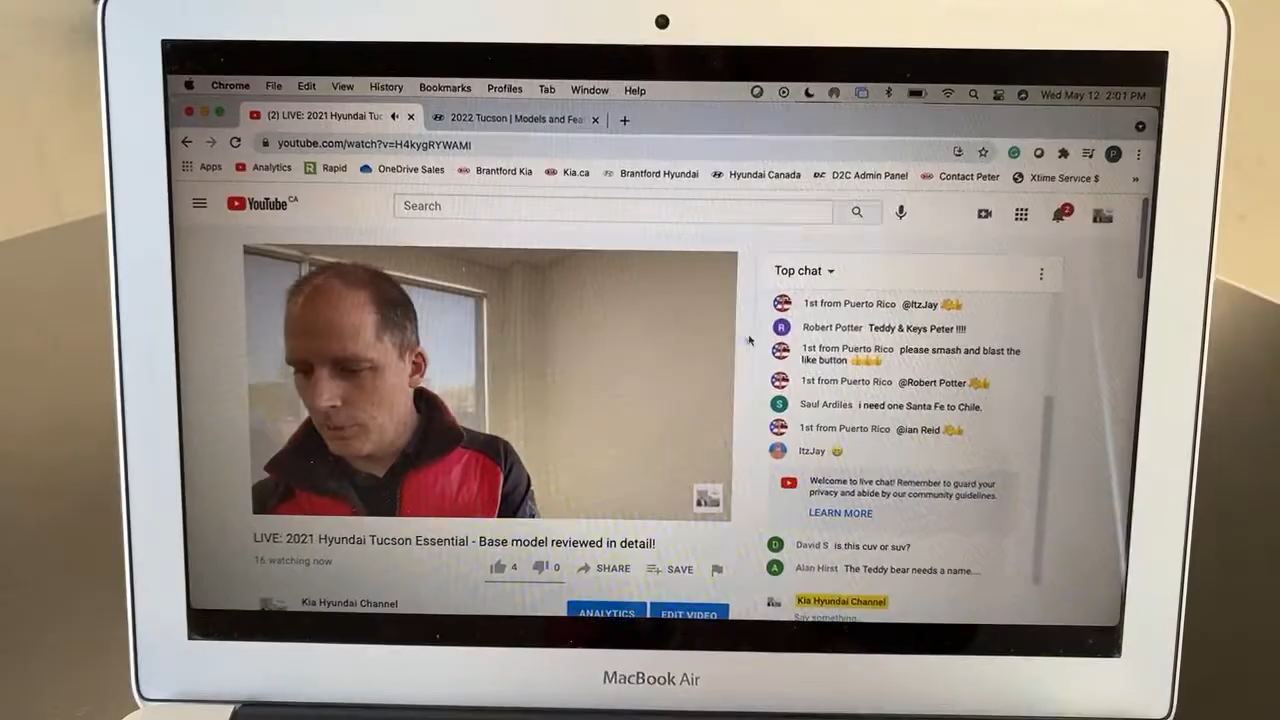 Chrome File Edit View History Bookmarks Profiles Tab Window Help Wed May 12 2:01 PM
(2) LIVE: 2021 Hyundai Tuc 2022 Tucson | Models and Fea
youtube.com/watch?v=H4kygRYWAMI
Apps Analytics Rapid OneDrive Sales Brantford Kia Kia.ca Brantford Hyundai Hyundai Canada D2C Admin Panel Contact Peter Xtime Service $ »
YouTube CA Search 2
Top chat
1st from Puerto Rico @ItzJay
Robert Potter Teddy & Keys Peter !!!!
1st from Puerto Rico please smash and blast the
like button
1st from Puerto Rico @Robert Potter
Saul Ardiles i need one Santa Fe to Chile.
1st from Puerto Rico @ian Reid
ItzJay
Welcome to live chat! Remember to guard your
privacy and abide by our community guidelines.
LEARN MORE
David S is this cuv or suv?
Alan Hirst The Teddy bear needs a name....
Kia Hyundai Channel
Say something...
LIVE: 2021 Hyundai Tucson Essential - Base model reviewed in detail!
16 watching now
4 0 SHARE SAVE
Kia Hyundai Channel
ANALYTICS EDIT VIDEO
MacBook Air